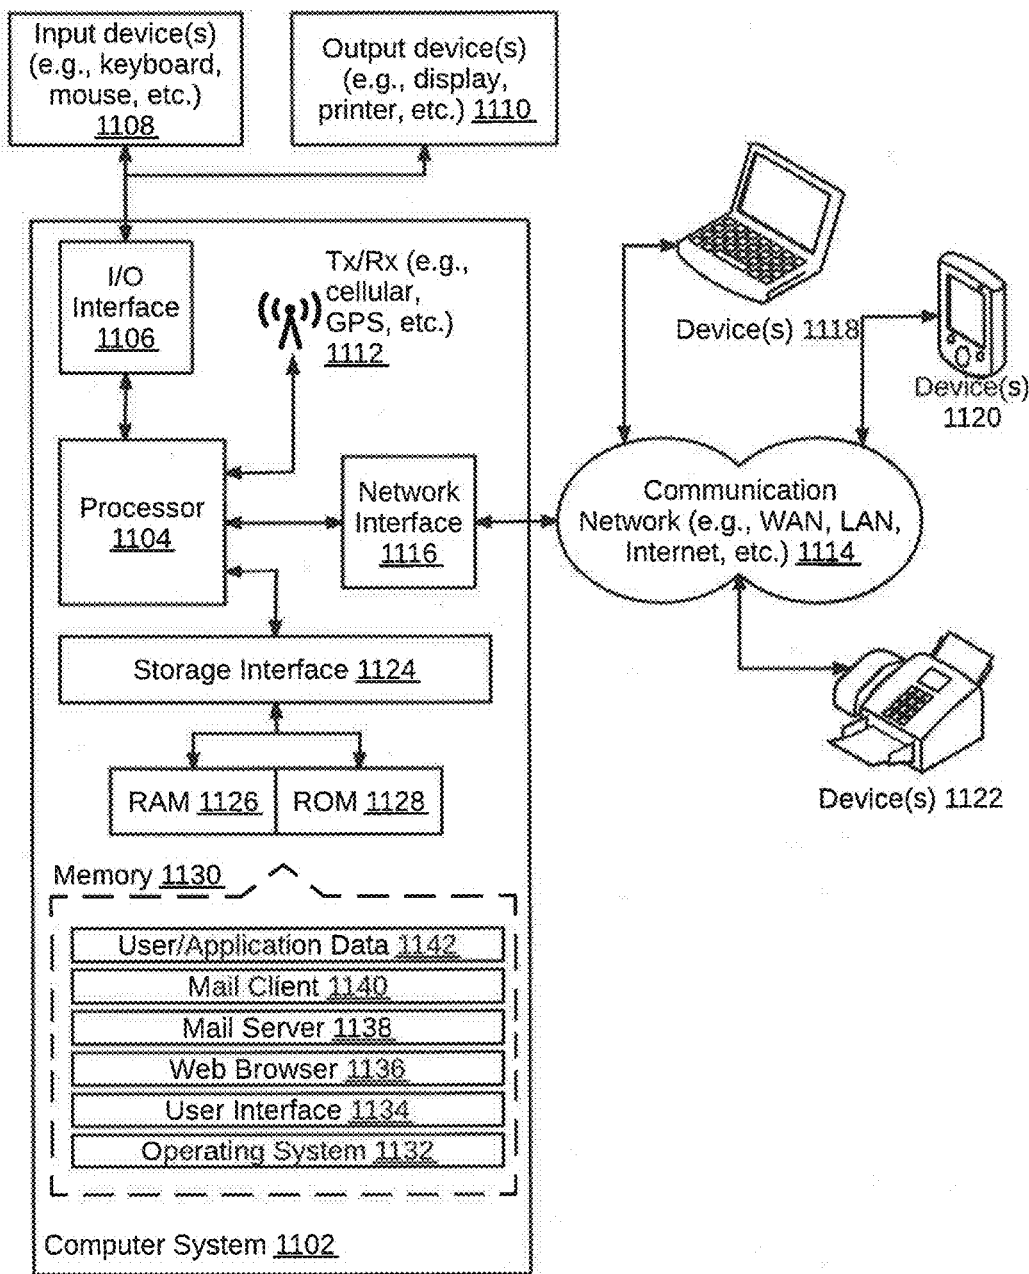 Input device(s)
(e.g., keyboard,
mouse, etc.)
1108
Output device(s)
(e.g., display,
printer, etc.) 1110
I/O
Interface
1106
Tx/Rx (e.g.,
cellular,
GPS, etc.)
1112
Device(s) 1118
Device(s)
1120
Processor
1104
Network
Interface
1116
Communication
Network (e.g., WAN, LAN,
Internet, etc.) 1114
Storage Interface 1124
RAM 1126
ROM 1128
Device(s) 1122
Memory 1130
User/Application Data 1142
Mail Client 1140
Mail Server 1138
Web Browser 1136
User Interface 1134
Operating System 1132
Computer System 1102